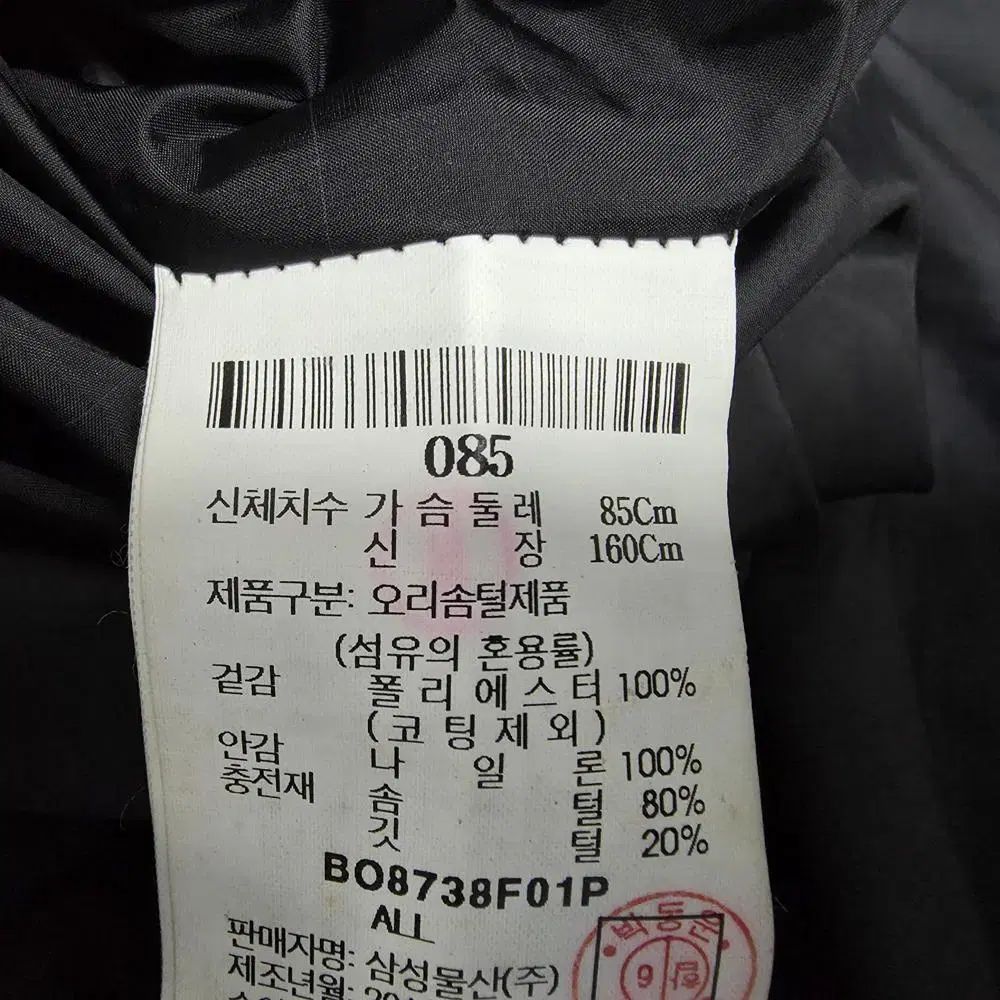 085
신체치수 가 슴 둘 레 85Cm
신 장 160Cm
제품구분: 오리솜털제품
(섬유의 혼용률)
겉감 폴 리 에 스 터 100%
( 코 팅 제 외 )
안감 나 일 론 100%
충전재 솜 털 80%
깃 털 20%
BO8738F01P
ALL
판매자명: 삼성물산(주)
제조년월: 201
6